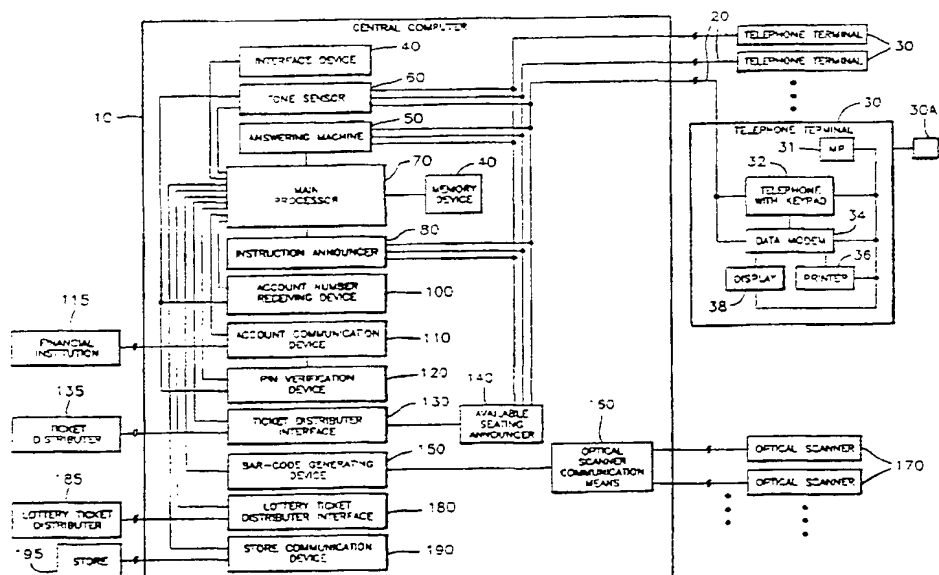 CENTRAL COMPUTER
10
40
INTERFACE DEVICE
60
TONE SENSOR
50
ANSWERING MACHINE
70
MAIN
PROCESSOR
40
MEMORY
DEVICE
80
INSTRUCTION ANNOUNCER
ACCOUNT NUMBER
RECEIVING DEVICE
100
115
FINANCIAL
INSTITUTION
ACCOUNT COMMUNICATION
DEVICE
110
PIN VERIFICATION
DEVICE
120
135
TICKET
DISTRIBUTER
130
TICKET DISTRIBUTER
INTERFACE
140
AVAILABLE
SEATING
ANNOUNCER
150
BAR-CODE GENERATING
DEVICE
160
OPTICAL
SCANNER
COMMUNICATION
MEANS
185
LOTTERY TICKET
DISTRIBUTER
LOTTERY TICKET
DISTRIBUTER INTERFACE
180
195
STORE
STORE COMMUNICATION
DEVICE
190
20
TELEPHONE TERMINAL
TELEPHONE TERMINAL
30
30
TELEPHONE TERMINAL
30A
31
MP
32
TELEPHONE
WITH KEYPAD
34
DATA MODEM
36
DISPLAY
PRINTER
38
OPTICAL SCANNER
OPTICAL SCANNER
170